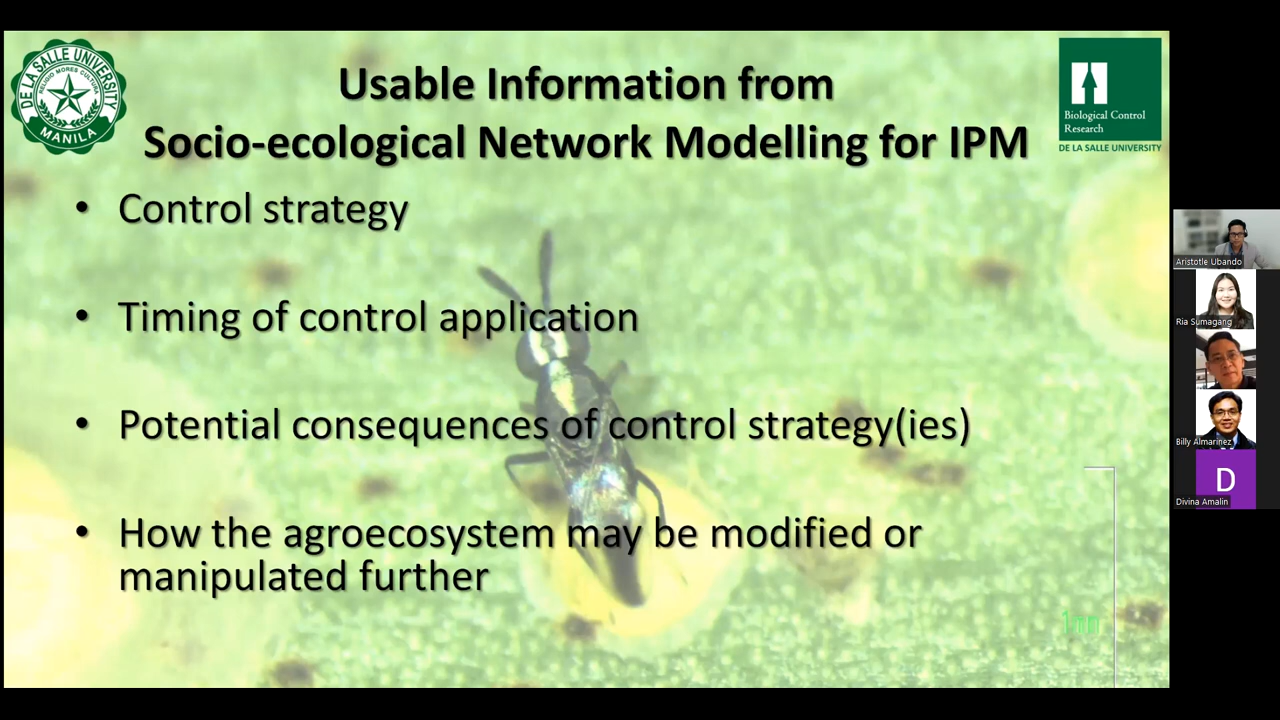 DE LA SALLE UNIVERSITY
MANILA
Usable Information from
Socio-ecological Network Modelling for IPM
Biological Control
Research
DE LA SALLE UNIVERSITY
• Control strategy
• Timing of control application
• Potential consequences of control strategy(ies)
• How the agroecosystem may be modified or
manipulated further
1mm
Aristotle Ubando
Ria Sumagang
Billy Almarinez
D
Divina Amalin